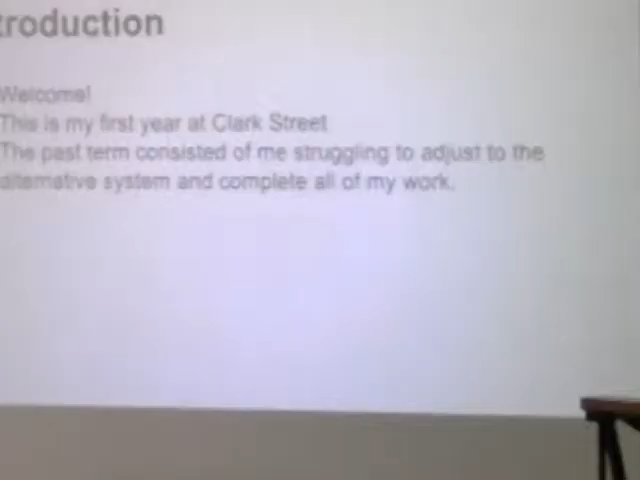 troduction
Welcome!
This is my first year at Clark Street
The past term consisted of me struggling to adjust to the
alternative system and complete all of my work.